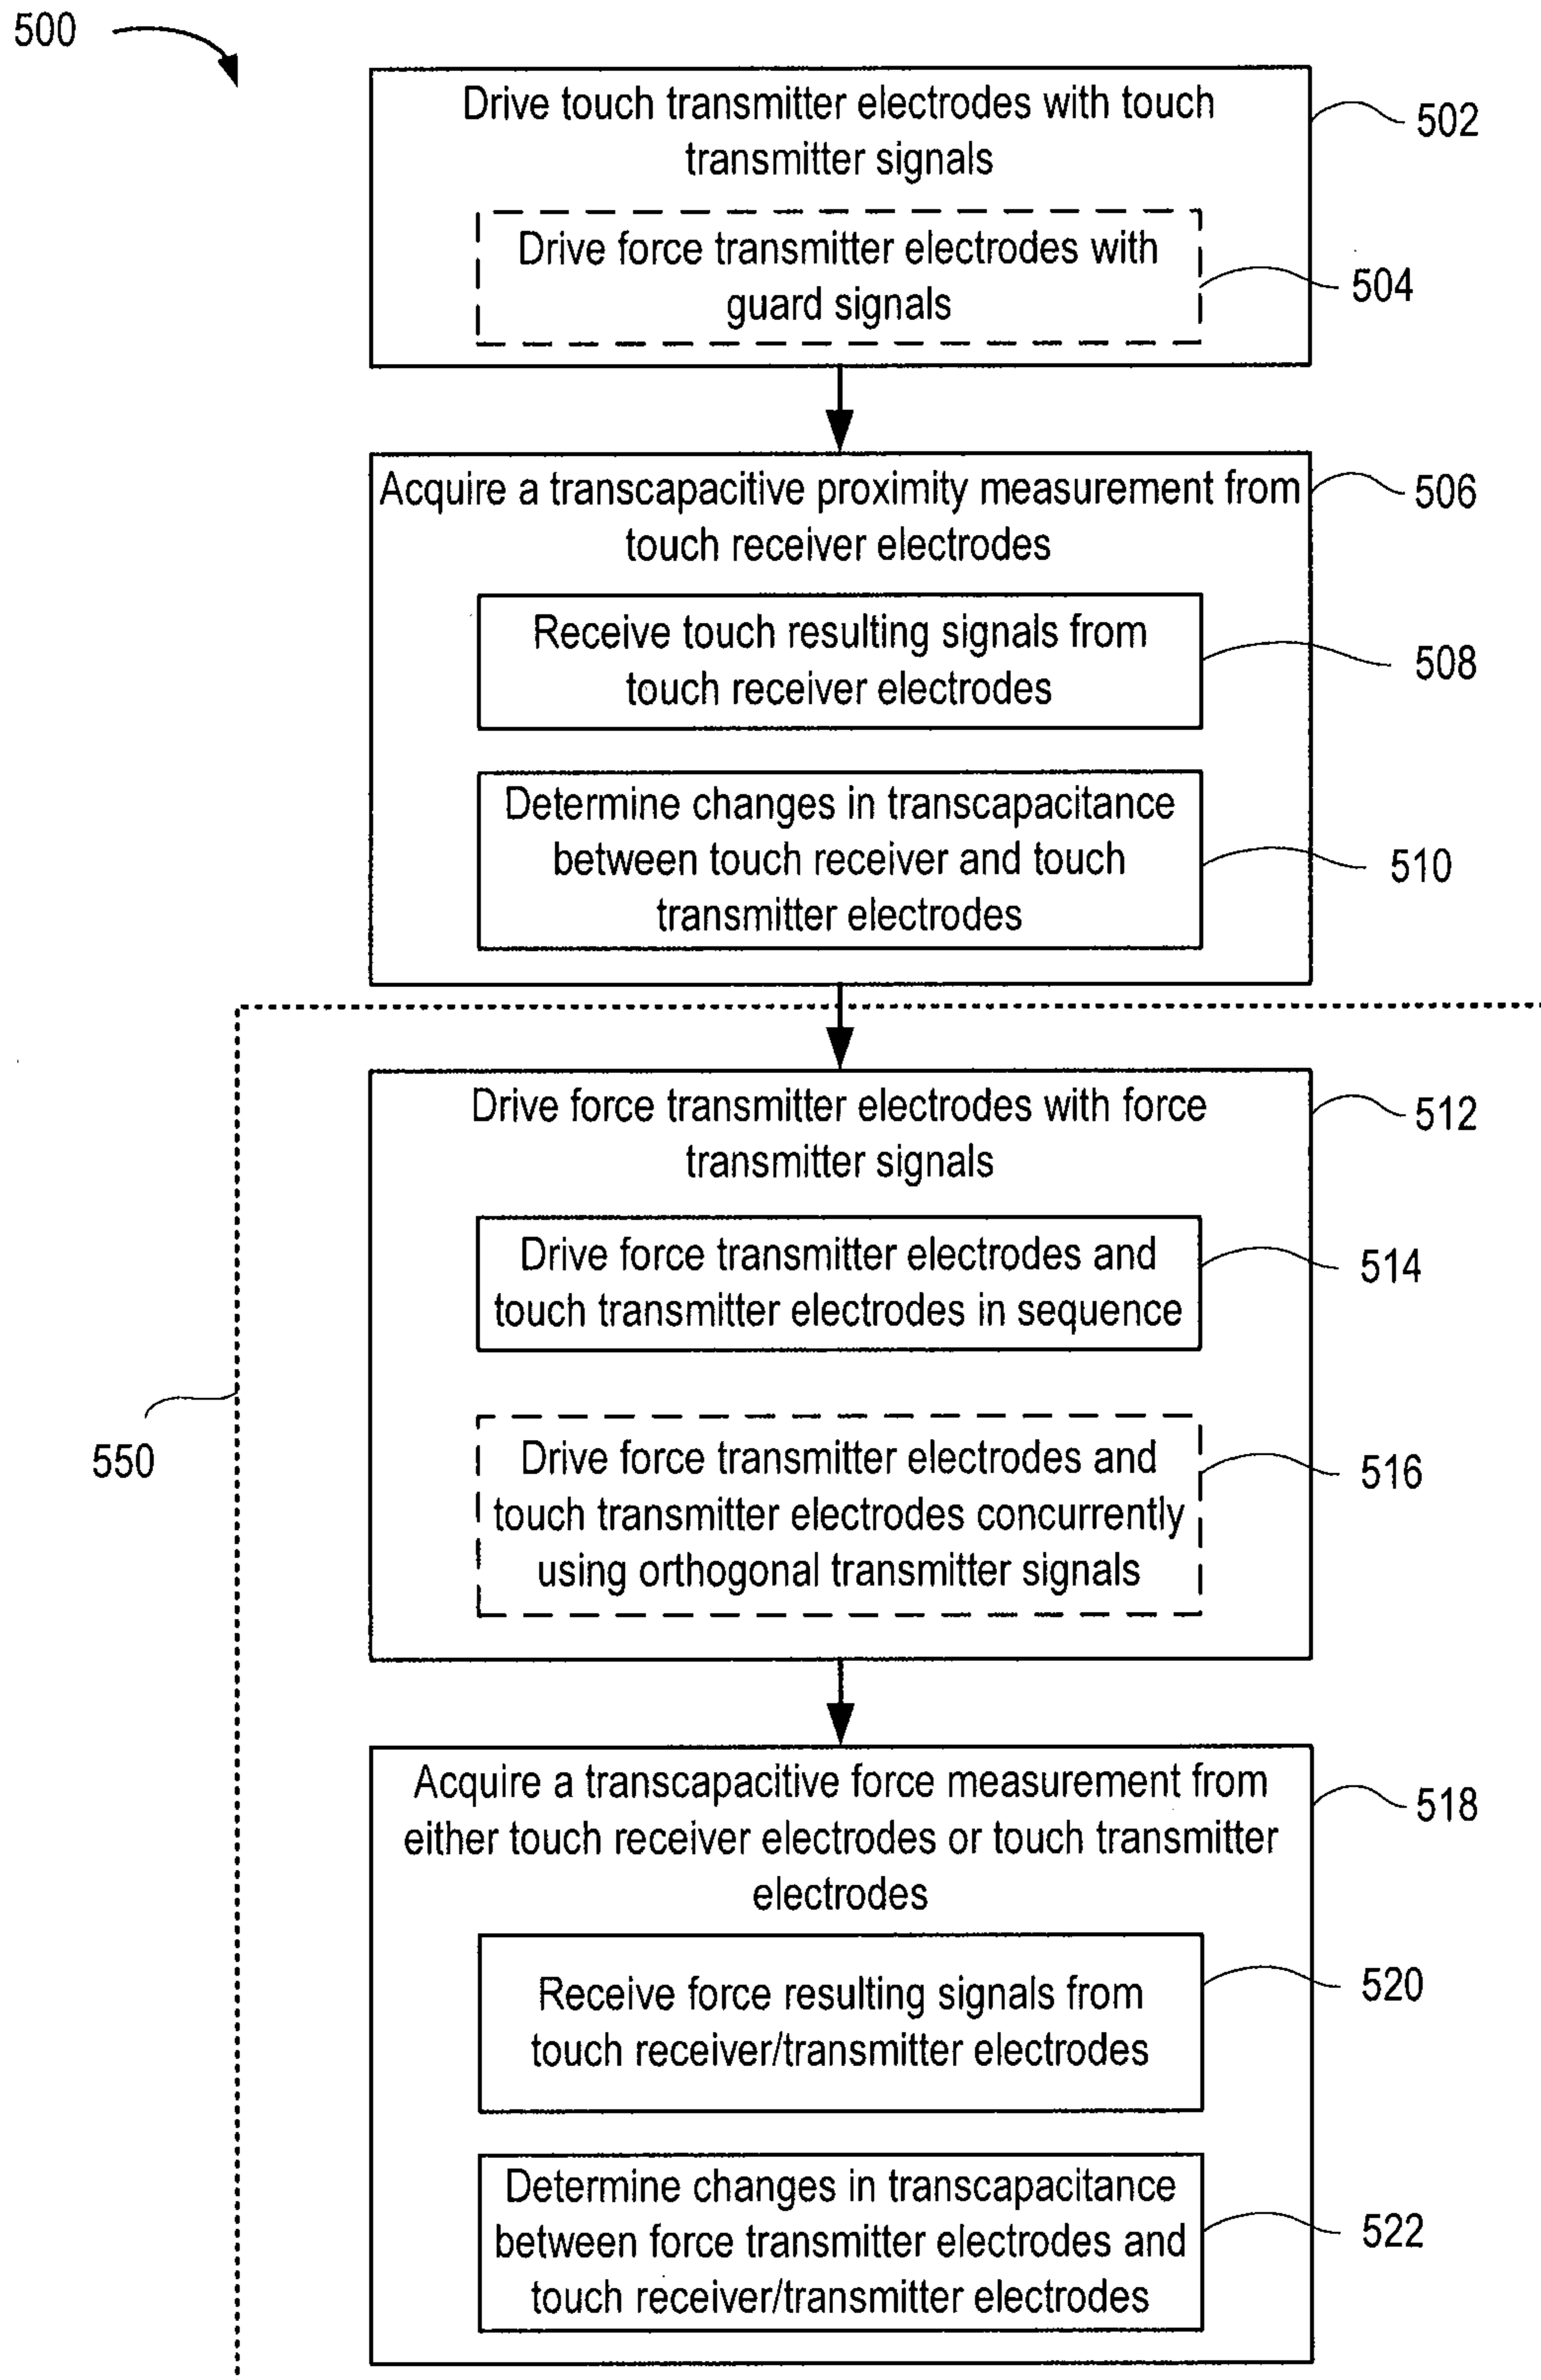 500
Drive touch transmitter electrodes with touch
transmitter signals
502
Drive force transmitter electrodes with
guard signals
504
Acquire a transcapacitive proximity measurement from
touch receiver electrodes
506
Receive touch resulting signals from
touch receiver electrodes
508
Determine changes in transcapacitance
between touch receiver and touch
transmitter electrodes
510
Drive force transmitter electrodes with force
transmitter signals
512
Drive force transmitter electrodes and
touch transmitter electrodes in sequence
514
550
Drive force transmitter electrodes and
touch transmitter electrodes concurrently
using orthogonal transmitter signals
516
Acquire a transcapacitive force measurement from
either touch receiver electrodes or touch transmitter
electrodes
518
Receive force resulting signals from
touch receiver/transmitter electrodes
520
Determine changes in transcapacitance
between force transmitter electrodes and
touch receiver/transmitter electrodes
522